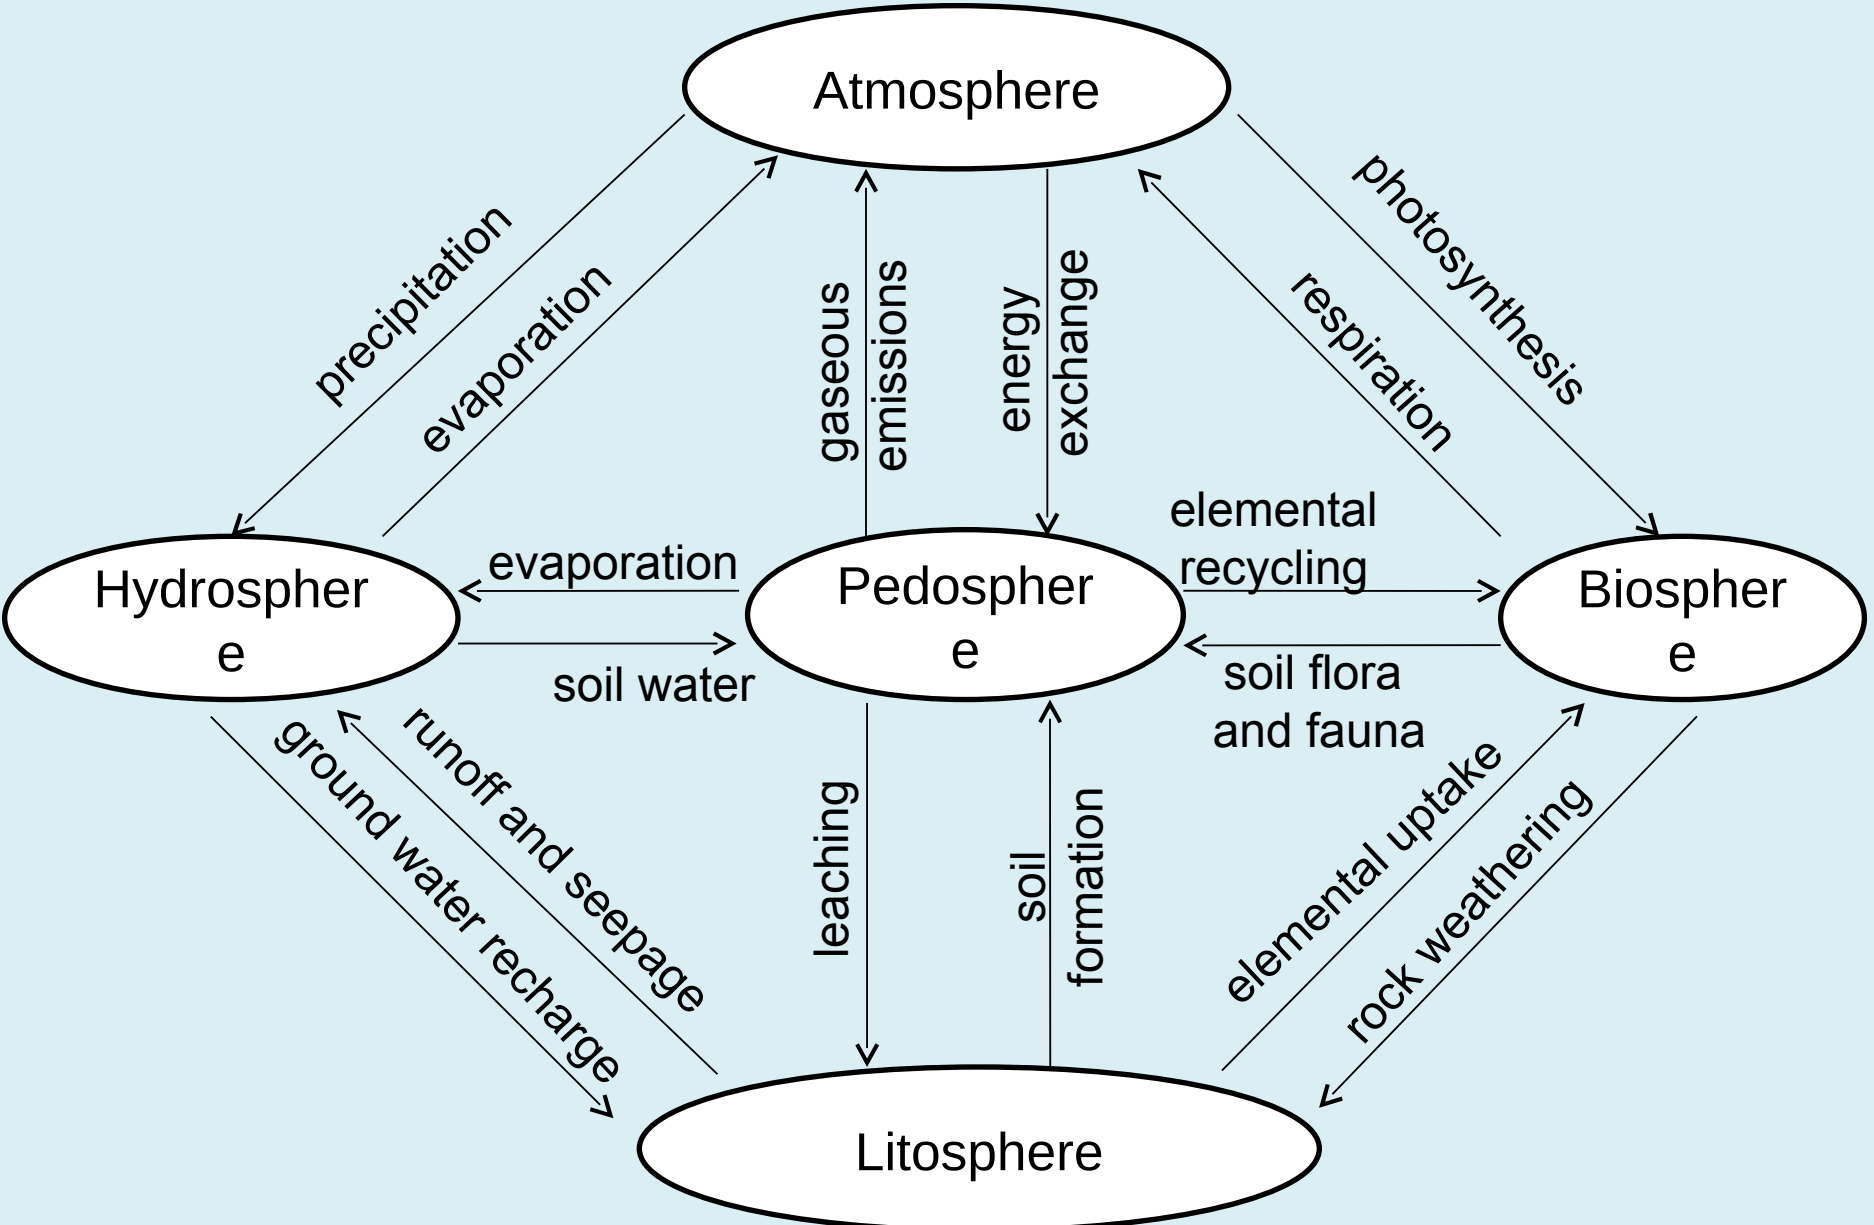 Atmosphere
precipitation
evaporation
gaseous
emissions
energy
exchange
respiration
photosynthesis
elemental
recycling
evaporation
Hydrospher
e
Pedospher
e
Biospher
e
soil water
soil flora
and fauna
ground water recharge
runoff and seepage
leaching
soil
formation
elemental uptake
rock weathering
Litosphere